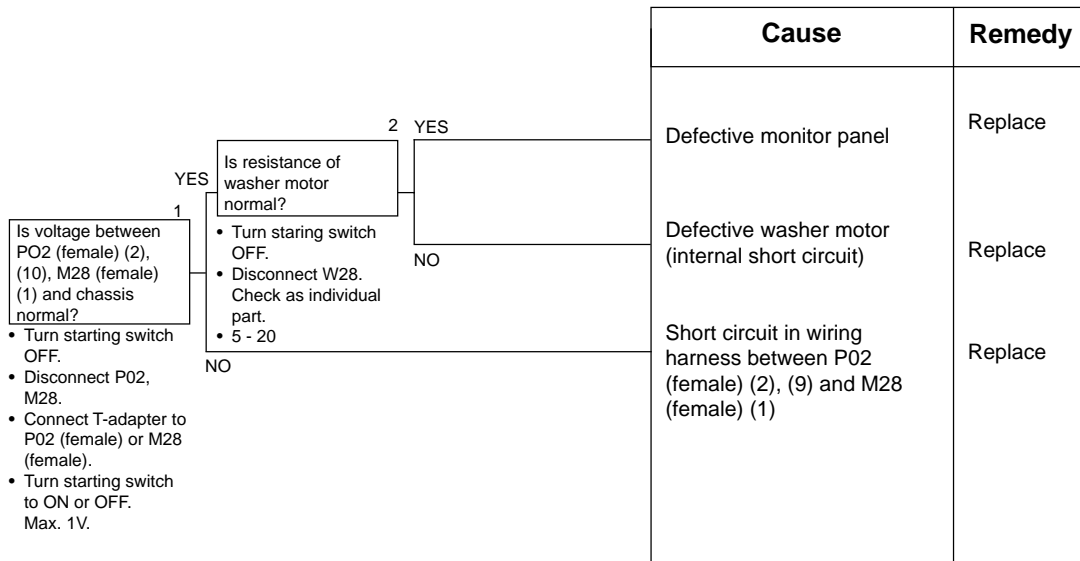 Cause
Remedy
2
YES
Defective monitor panel
Replace
Is resistance of
washer motor
normal?
YES
• Turn staring switch
OFF.
• Disconnect W28.
Check as individual
part.
• 5 - 20
NO
Defective washer motor
(internal short circuit)
Replace
1
Is voltage between
PO2 (female) (2),
(10), M28 (female)
(1) and chassis
normal?
• Turn starting switch
OFF.
• Disconnect P02,
M28.
• Connect T-adapter to
P02 (female) or M28
(female).
• Turn starting switch
to ON or OFF.
Max. 1V.
NO
Short circuit in wiring
harness between P02
(female) (2), (9) and M28
(female) (1)
Replace